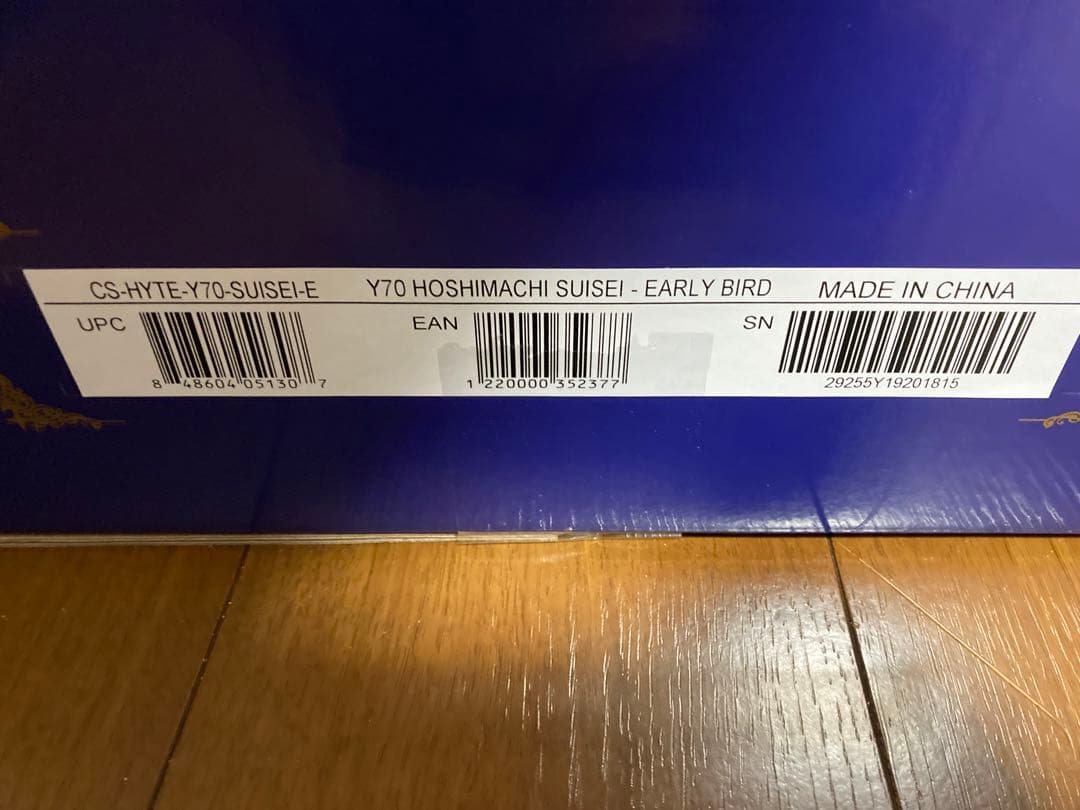 CS-HYTE-Y70-SUISEI-E Y70 HOSHIMACHI SUISEI - EARLY BIRD MADE IN CHINA
UPC EAN SN
8 48604 05130 7 1 220000 352377 29255Y19201815